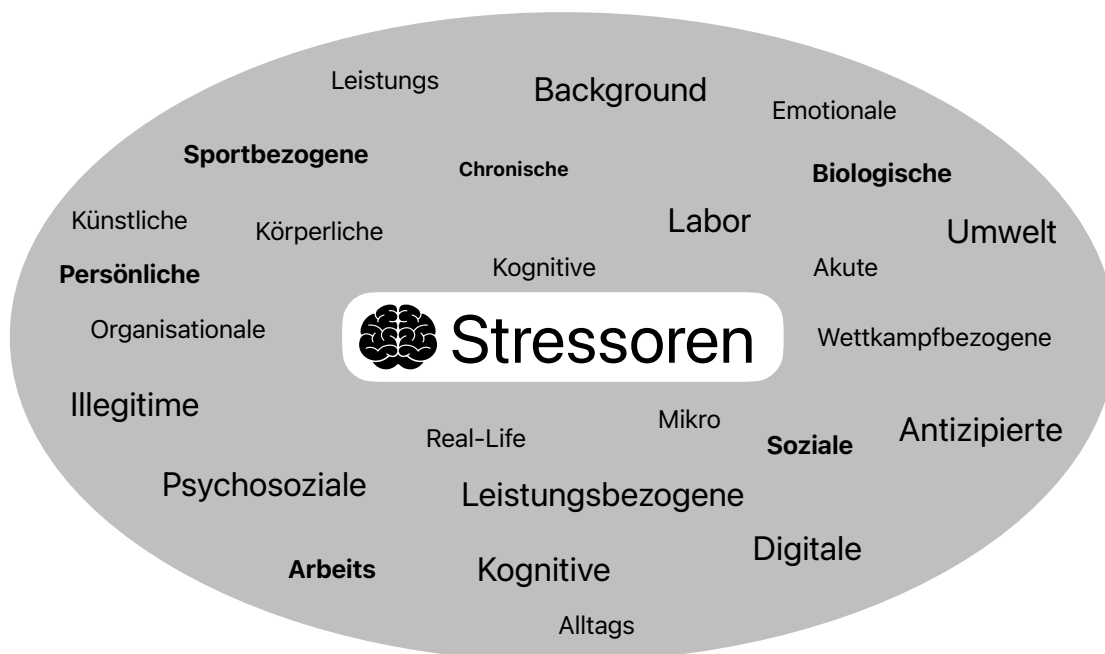 Leistungs
Background
Emotionale
Sportbezogene
Chronische
Biologische
Künstliche
Körperliche
Labor
Umwelt
Persönliche
Kognitive
Akute
Organisationale
Stressoren
Wettkampfbezogene
Illegitime
Real-Life
Mikro
Soziale
Antizipierte
Psychosoziale
Leistungsbezogene
Digitale
Arbeits
Kognitive
Alltags